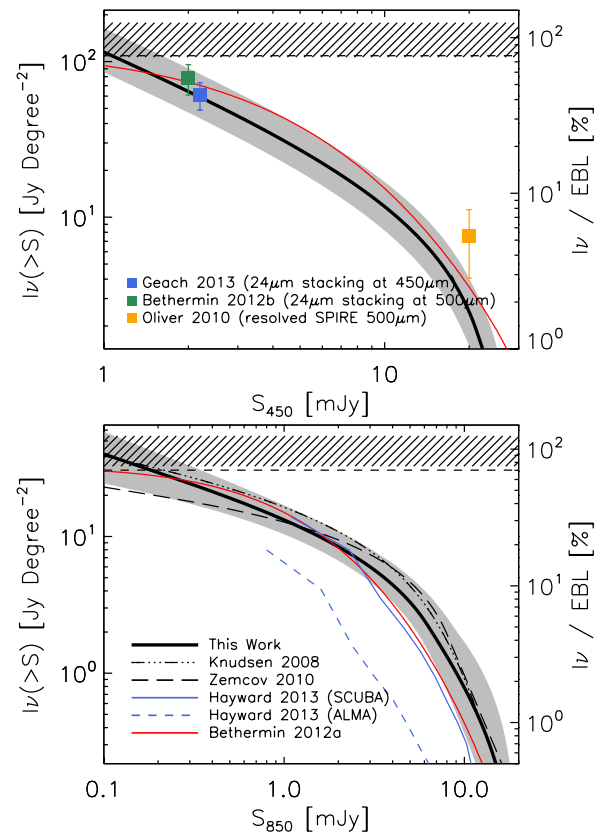 Iν(>S) [Jy Degree⁻²]
10²
10¹
Iν / EBL [%]
10²
10¹
10⁰
Geach 2013 (24μm stacking at 450μm)
Bethermin 2012b (24μm stacking at 500μm)
Oliver 2010 (resolved SPIRE 500μm)
1
10
S₄₅₀ [mJy]
Iν(>S) [Jy Degree⁻²]
10¹
10⁰
Iν / EBL [%]
10²
10¹
10⁰
This Work
Knudsen 2008
Zemcov 2010
Hayward 2013 (SCUBA)
Hayward 2013 (ALMA)
Bethermin 2012a
0.1
1.0
10.0
S₈₅₀ [mJy]